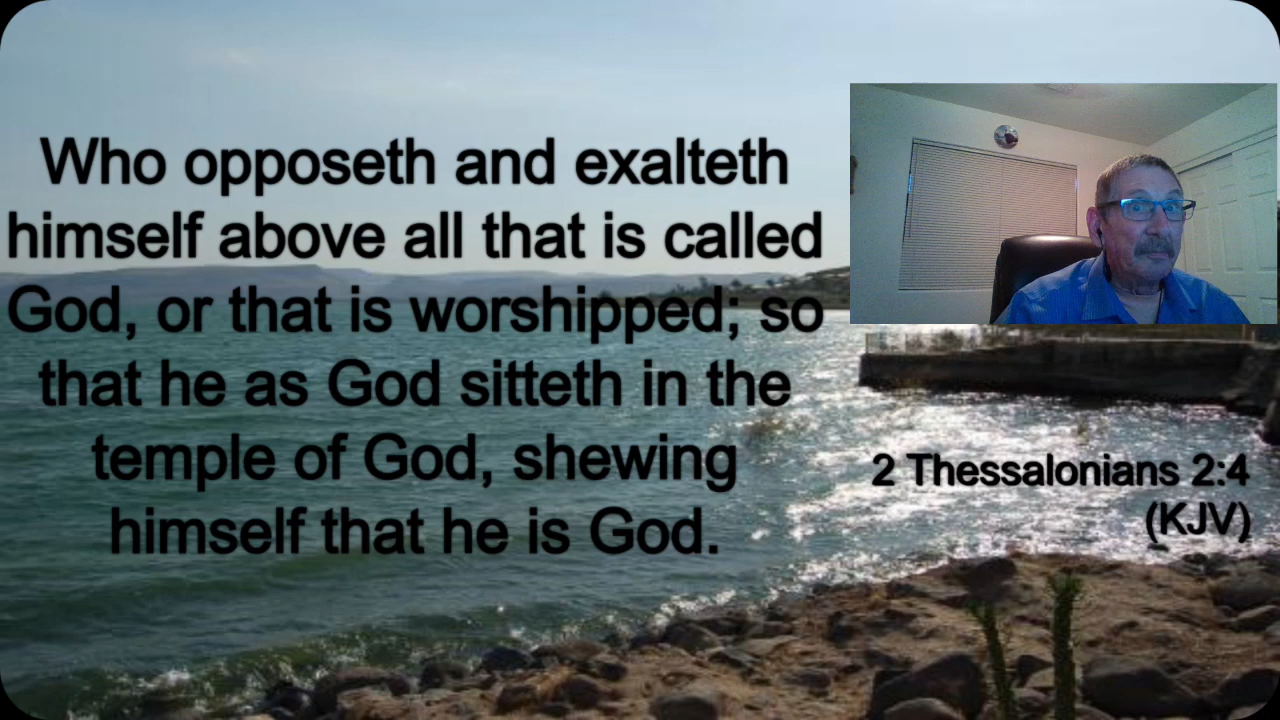 Who opposeth and exalteth
himself above all that is called
God, or that is worshipped; so
that he as God sitteth in the
temple of God, shewing
himself that he is God.
2 Thessalonians 2:4
(KJV)